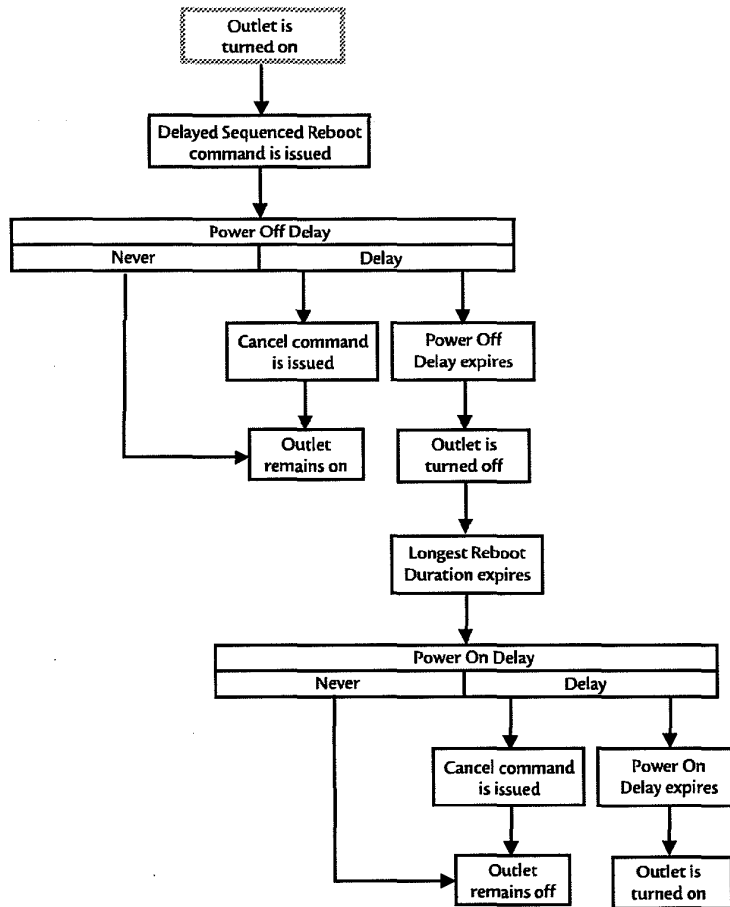 Outlet is
turned on
Delayed Sequenced Reboot
command is issued
Power Off Delay
Never
Delay
Cancel command
is issued
Power Off
Delay expires
Outlet
remains on
Outlet is
turned off
Longest Reboot
Duration expires
Power On Delay
Never
Delay
Cancel command
is issued
Power On
Delay expires
Outlet
remains off
Outlet is
turned on